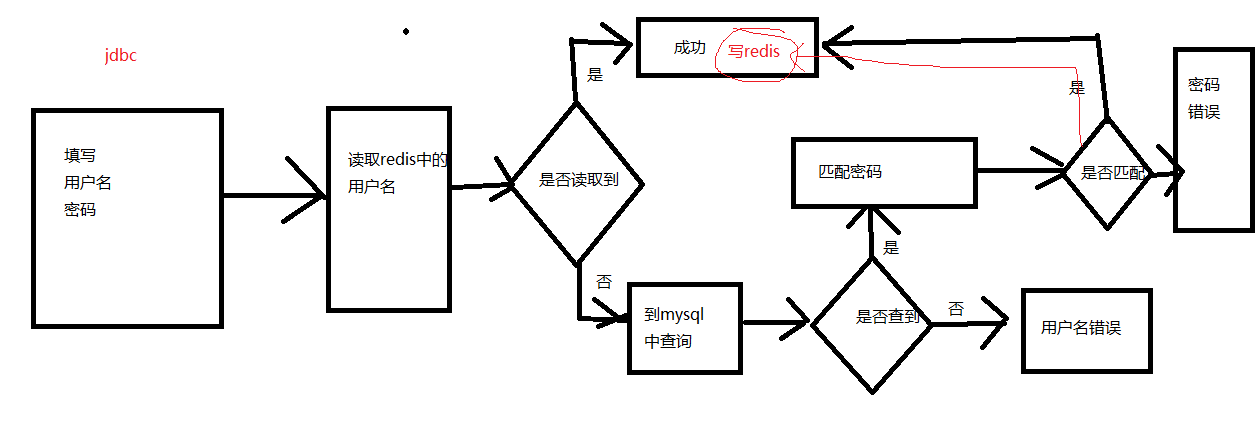 jdbc
填写
用户名
密码
读取redis中的
用户名
是否读取到
是
成功 写redis
否
到mysql
中查询
是否查到
是
否
用户名错误
匹配密码
是否匹配
是
密码
错误